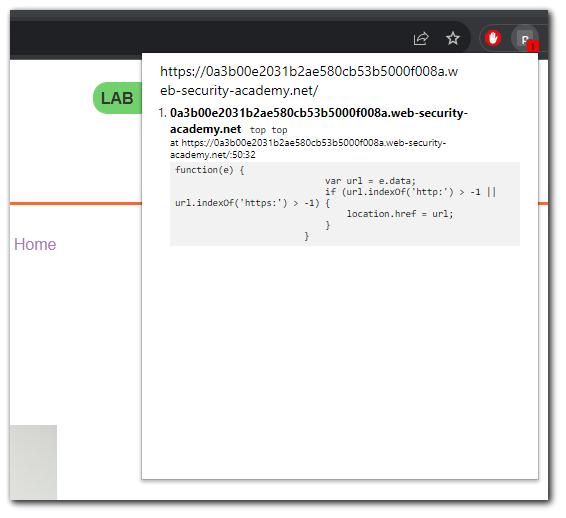 p
1
https://0a3b00e2031b2ae580cb53b5000f008a.w
eb-security-academy.net/
LAB
1. 0a3b00e2031b2ae580cb53b5000f008a.web-security-
academy.net top top
at https://0a3b00e2031b2ae580cb53b5000f008a.web-security-
academy.net/:50:32
function(e) {
var url = e.data;
if (url.indexOf('http:') > -1 ||
url.indexOf('https:') > -1) {
location.href = url;
}
}
Home